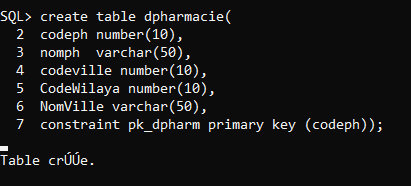 SQL> create table dpharmacie(
2 codeph number(10),
3 nomph varchar(50),
4 codeville number(10),
5 CodeWilaya number(10),
6 NomVille varchar(50),
7 constraint pk_dpharm primary key (codeph));
Table crÚÚe.